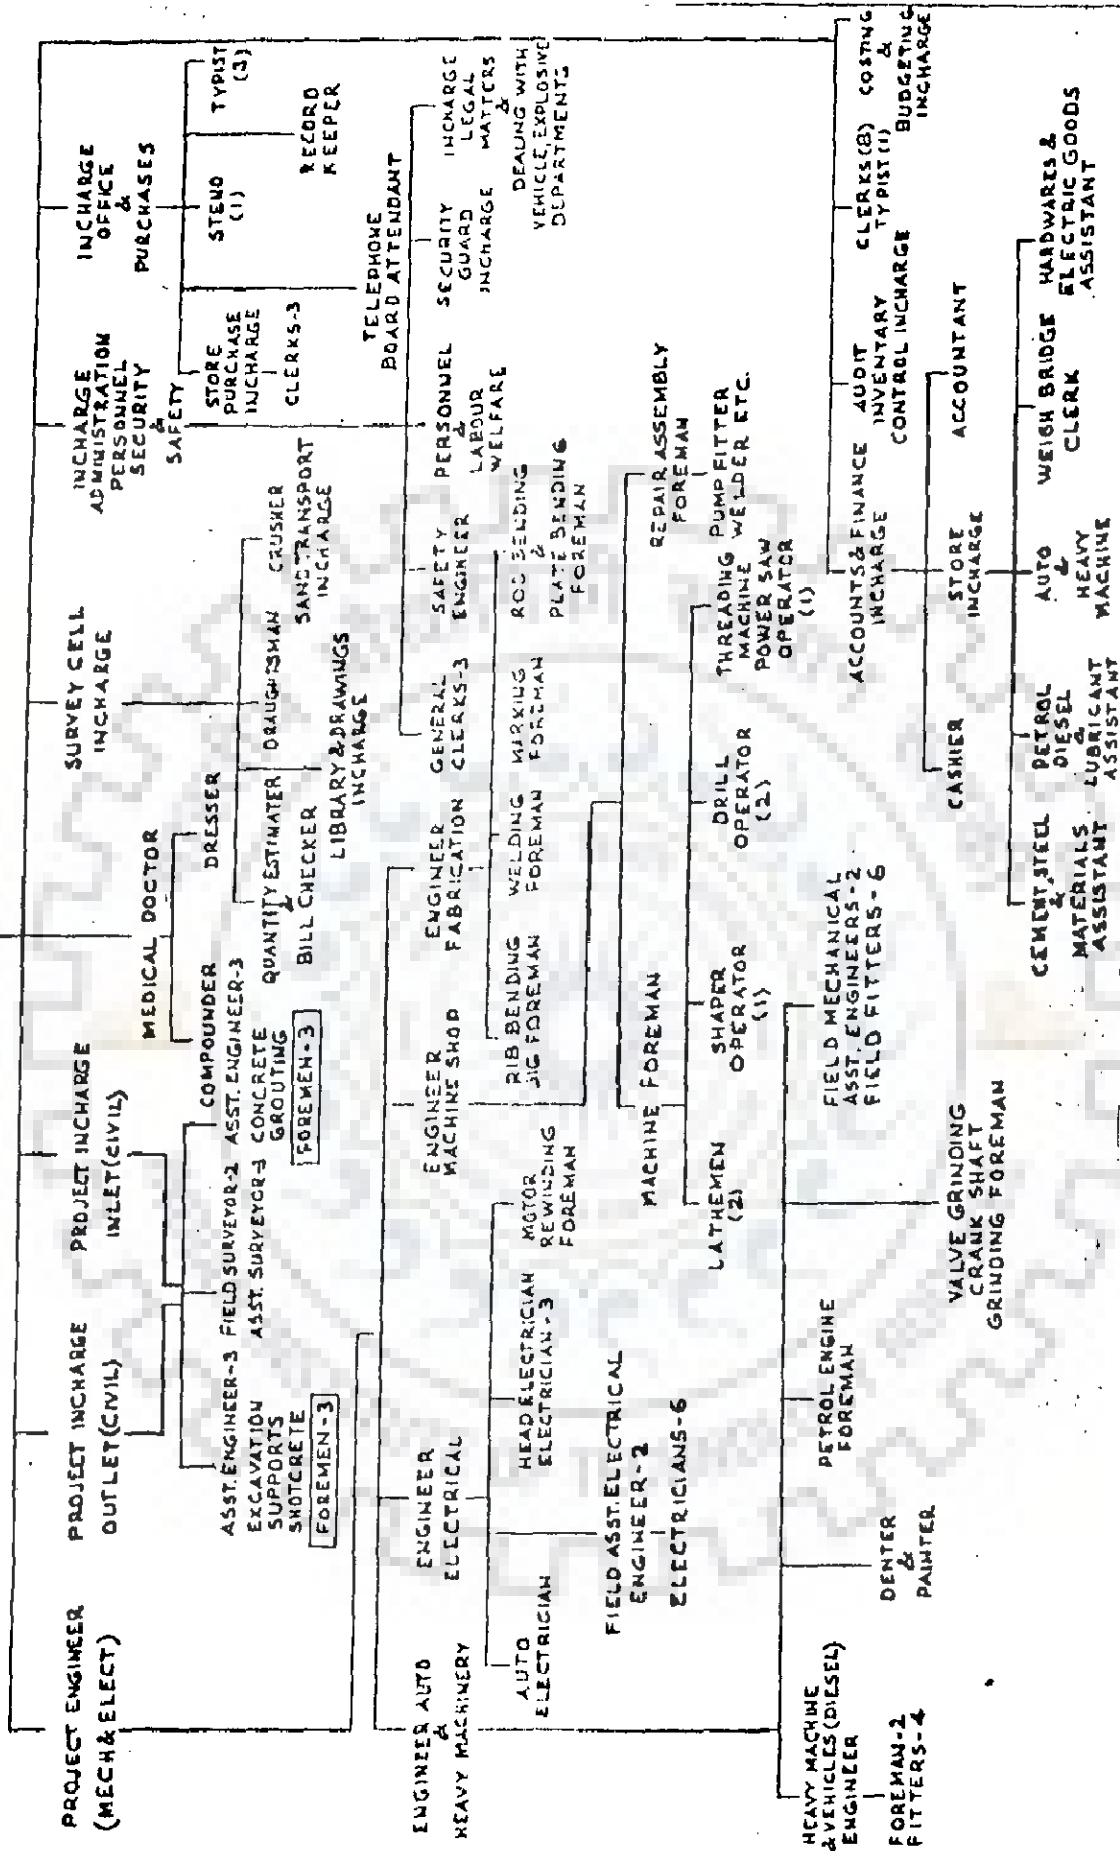 PROJECT ENGINEER
(MECH & ELECT)
PROJECT INCHARGE
OUTLET (CIVIL)
PROJECT INCHARGE
INLET (CIVIL)
MEDICAL DOCTOR
SURVEY CELL
INCHARGE
INCHARGE
ADMINISTRATION
PERSONNEL
SECURITY
&
SAFETY
INCHARGE
OFFICE
&
PURCHASES
COMPOUNDER
DRESSER
ASST. ENGINEER-3
EXCAVATION
SUPPORTS
SHOTCRETE
FOREMEN-3
FIELD SURVEYOR-2
ASST. SURVEYOR-3
ASST. ENGINEER-3
CONCRETE
GROUTING
FOREMEN-3
QUANTITY ESTIMATER
&
BILL CHECKER
DRAUGHTSMAN
CRUSHER
SAND TRANSPORT
INCHARGE
LIBRARY & DRAWINGS
INCHARGE
STORE
PURCHASE
INCHARGE
CLERKS-3
STENO
(1)
TYPIST
(3)
RECORD
KEEPER
TELEPHONE
BOARD ATTENDANT
ENGINEER AUTO
&
HEAVY MACHINERY
ENGINEER
ELECTRICAL
ENGINEER
MACHINE SHOP
ENGINEER
FABRICATION
GENERAL
CLERKS-3
SAFETY
ENGINEER
PERSONNEL
&
LABOUR
WELFARE
SECURITY
GUARD
INCHARGE
INCHARGE
LEGAL
MATTERS
&
DEALING WITH
VEHICLE, EXPLOSIVE
DEPARTMENTS
AUTO
ELECTRICIAN
HEAD ELECTRICIAN
ELECTRICIAN-3
MOTOR
REWINDING
FOREMAN
RIB BENDING
JIG FOREMAN
WELDING
FOREMAN
MARKING
FOREMAN
ROD BENDING
&
PLATE BENDING
FOREMAN
FIELD ASST. ELECTRICAL
ENGINEER-2
ELECTRICIANS-6
MACHINE FOREMAN
REPAIR ASSEMBLY
FOREMAN
PUMP FITTER
WELDER ETC.
LATHEMEN
(2)
SHAPER
OPERATOR
(1)
DRILL
OPERATOR
(2)
THREADING
MACHINE
POWER SAW
OPERATOR
(1)
HEAVY MACHINE
& VEHICLES (DIESEL)
ENGINEER
FOREMAN-2
FITTERS-4
DENTER
&
PAINTER
PETROL ENGINE
FOREMAN
VALVE GRINDING
CRANK SHAFT
GRINDING FOREMAN
FIELD MECHANICAL
ASST. ENGINEERS-2
FIELD FITTERS-6
ACCOUNTS & FINANCE
INCHARGE
AUDIT
INVENTARY
CONTROL INCHARGE
CLERKS (8)
TYPIST (1)
COSTING
&
BUDGETING
INCHARGE
CASHER
STORE
INCHARGE
ACCOUNTANT
CEMENT, STEEL
&
MATERIALS
ASSISTANT
PETROL
DIESEL
&
LUBRICANT
ASSISTANT
AUTO
&
HEAVY
MACHINE
WEIGH BRIDGE
CLERK
HARDWARES &
ELECTRIC GOODS
ASSISTANT